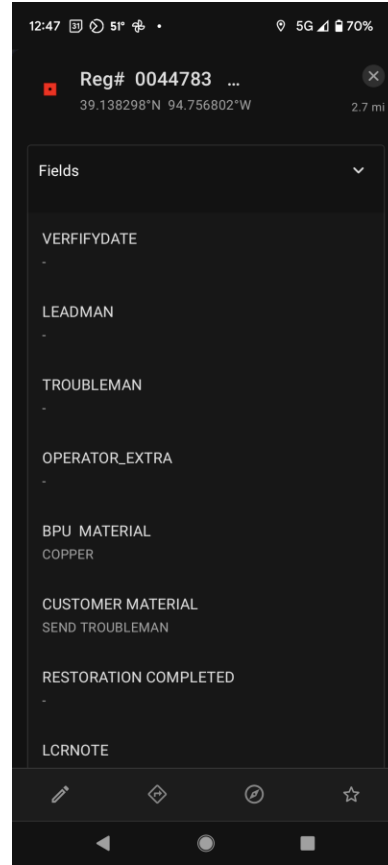 12:47 31 51°
5G 70%
Reg# 0044783 ...
39.138298°N 94.756802°W
2.7 mi
Fields
VERFIFYDATE
-
LEADMAN
-
TROUBLEMAN
-
OPERATOR_EXTRA
-
BPU MATERIAL
COPPER
CUSTOMER MATERIAL
SEND TROUBLEMAN
RESTORATION COMPLETED
-
LCRNOTE